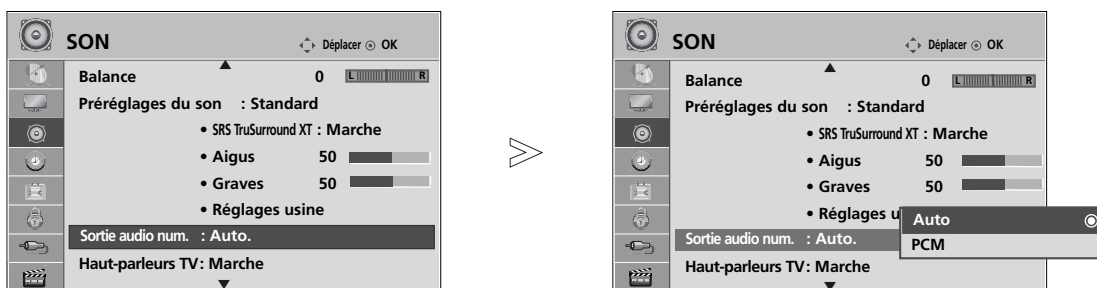 SON
Déplacer OK
Balance 0 L R
Préréglages du son : Standard
• SRS TruSurround XT : Marche
• Aigus 50
• Graves 50
• Réglages usine
Sortie audio num. : Auto.
Haut-parleurs TV: Marche
>
SON
Déplacer OK
Balance 0 L R
Préréglages du son : Standard
• SRS TruSurround XT : Marche
• Aigus 50
• Graves 50
• Réglages u
Sortie audio num. : Auto.
Haut-parleurs TV: Marche
Auto
PCM